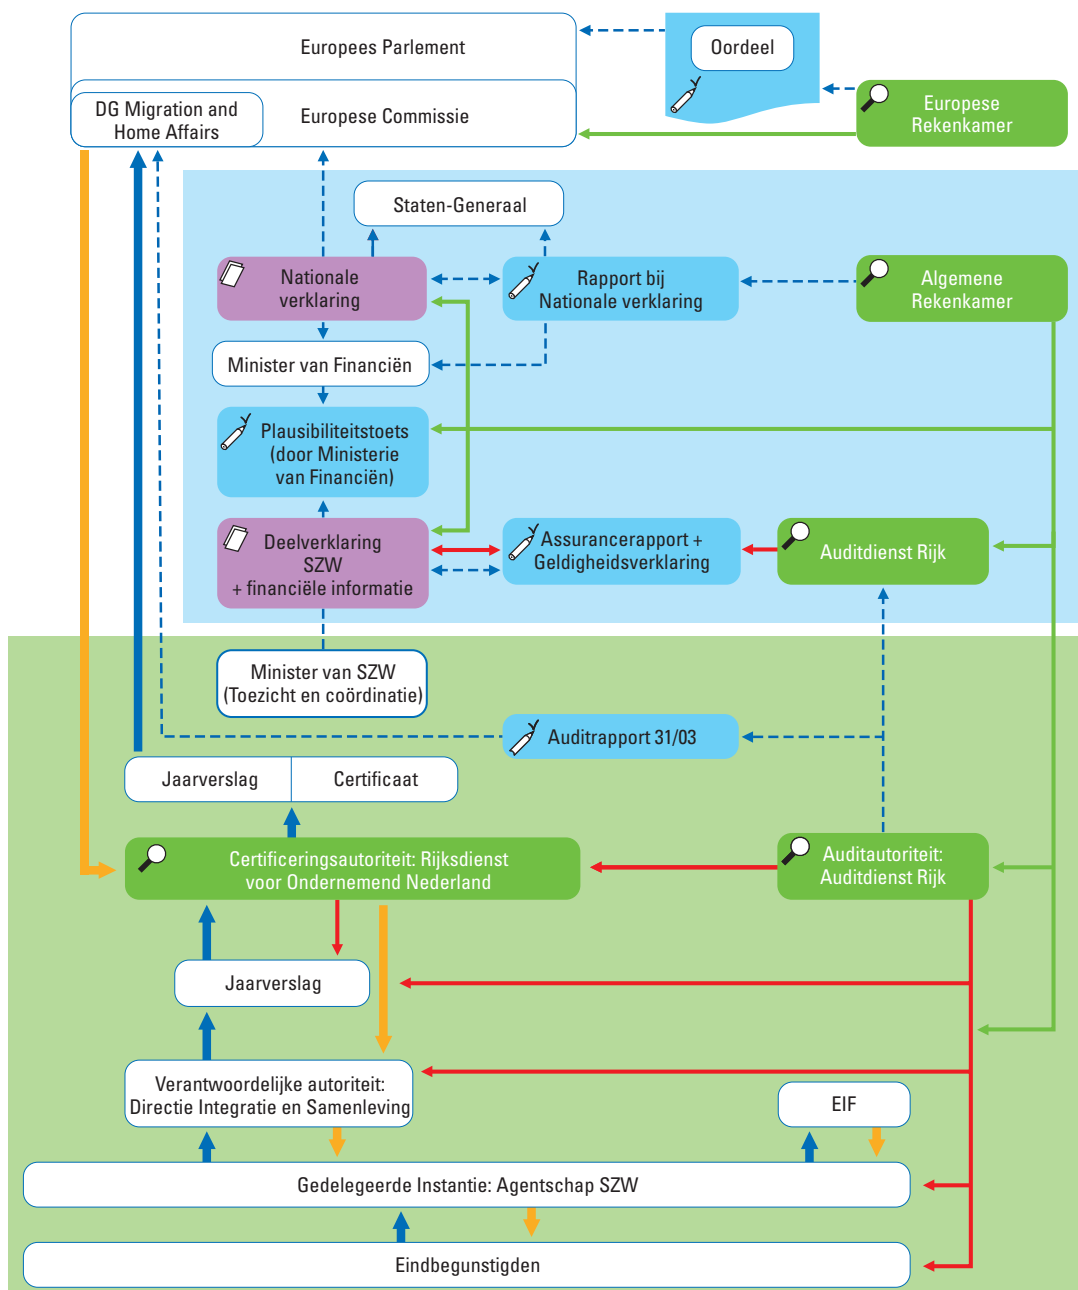 Europees Parlement
Oordeel
DG Migration and
Home Affairs
Europese Commissie
Europese
Rekenkamer
Staten-Generaal
Nationale
verklaring
Rapport bij
Nationale verklaring
Algemene
Rekenkamer
Minister van Financiën
Plausibiliteitstoets
(door Ministerie
van Financiën)
Deelverklaring
SZW
+ financiële informatie
Assurancerapport +
Geldigheidsverklaring
Auditdienst Rijk
Minister van SZW
(Toezicht en coördinatie)
Auditrapport 31/03
Jaarverslag
Certificaat
Certificeringsautoriteit: Rijksdienst
voor Ondernemend Nederland
Auditautoriteit:
Auditdienst Rijk
Jaarverslag
Verantwoordelijke autoriteit:
Directie Integratie en Samenleving
EIF
Gedelegeerde Instantie: Agentschap SZW
Eindbegunstigden